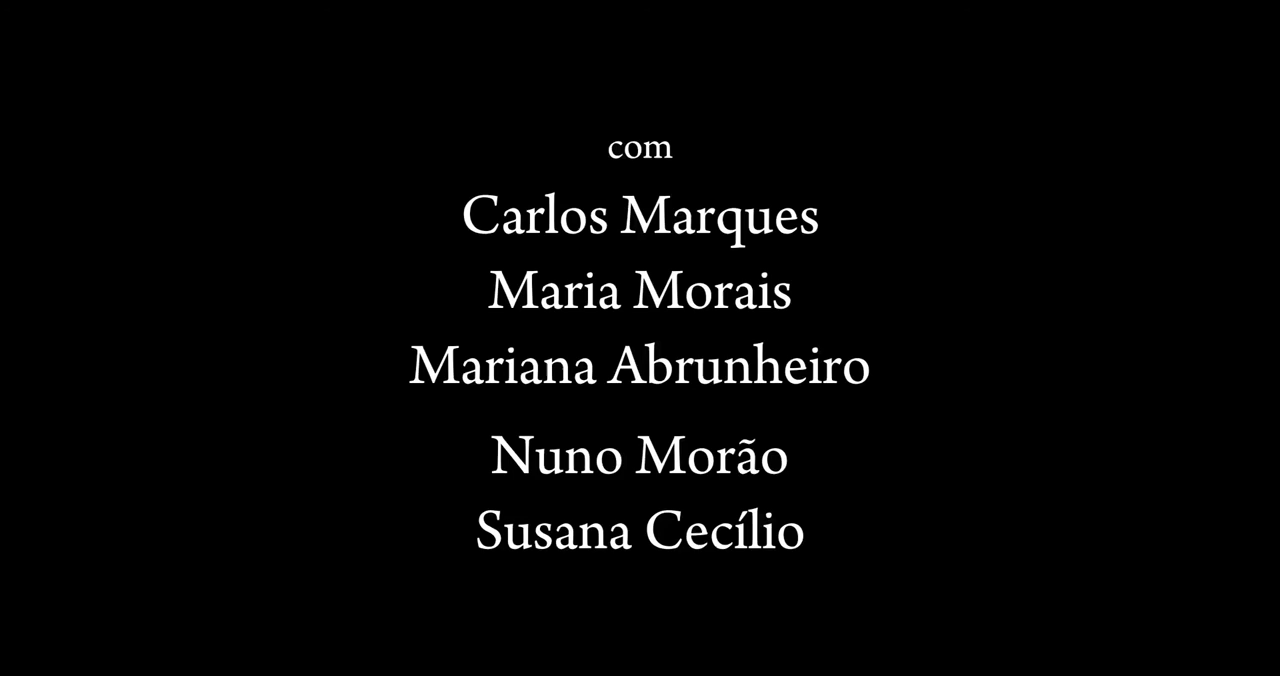 com
Carlos Marques
Maria Morais
Mariana Abrunheiro
Nuno Morão
Susana Cecílio